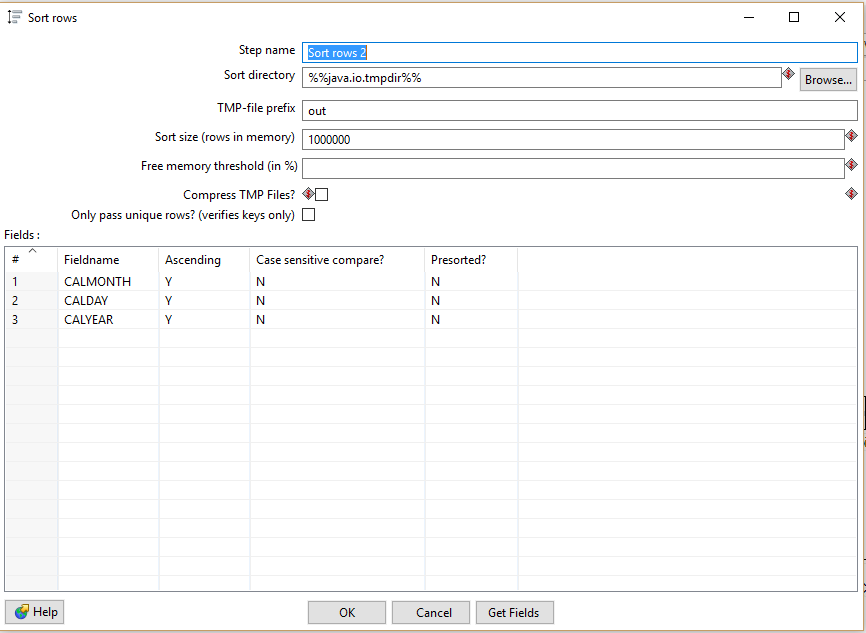 Sort rows
Step name Sort rows 2
Sort directory %%java.io.tmpdir%% Browse...
TMP-file prefix out
Sort size (rows in memory) 1000000
Free memory threshold (in %)
Compress TMP Files?
Only pass unique rows? (verifies keys only)
Fields :
# Fieldname Ascending Case sensitive compare? Presorted?
1 CALMONTH Y N N
2 CALDAY Y N N
3 CALYEAR Y N N
Help OK Cancel Get Fields